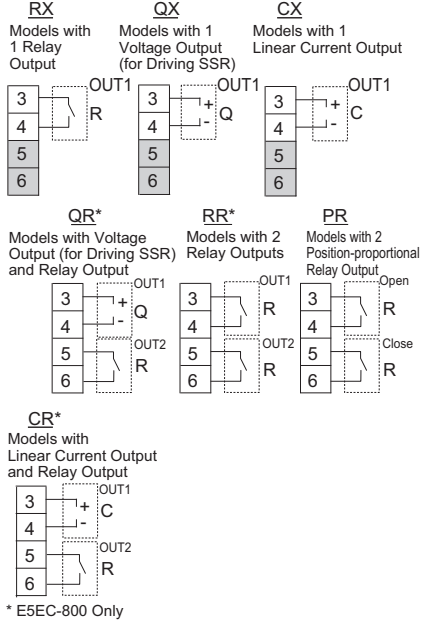 RX
Models with
1 Relay
Output
OUT1
3
4
5
6
R
QX
Models with 1
Voltage Output
(for Driving SSR)
OUT1
3
4
5
6
+
-
Q
CX
Models with 1
Linear Current Output
OUT1
3
4
5
6
+
-
C
QR*
Models with Voltage
Output (for Driving SSR)
and Relay Output
OUT1
3
4
5
6
+
-
Q
OUT2
R
RR*
Models with 2
Relay Outputs
OUT1
3
4
5
6
R
OUT2
R
PR
Models with 2
Position-proportional
Relay Output
Open
3
4
5
6
R
Close
R
CR*
Models with
Linear Current Output
and Relay Output
OUT1
3
4
5
6
+
-
C
OUT2
R
* E5EC-800 Only